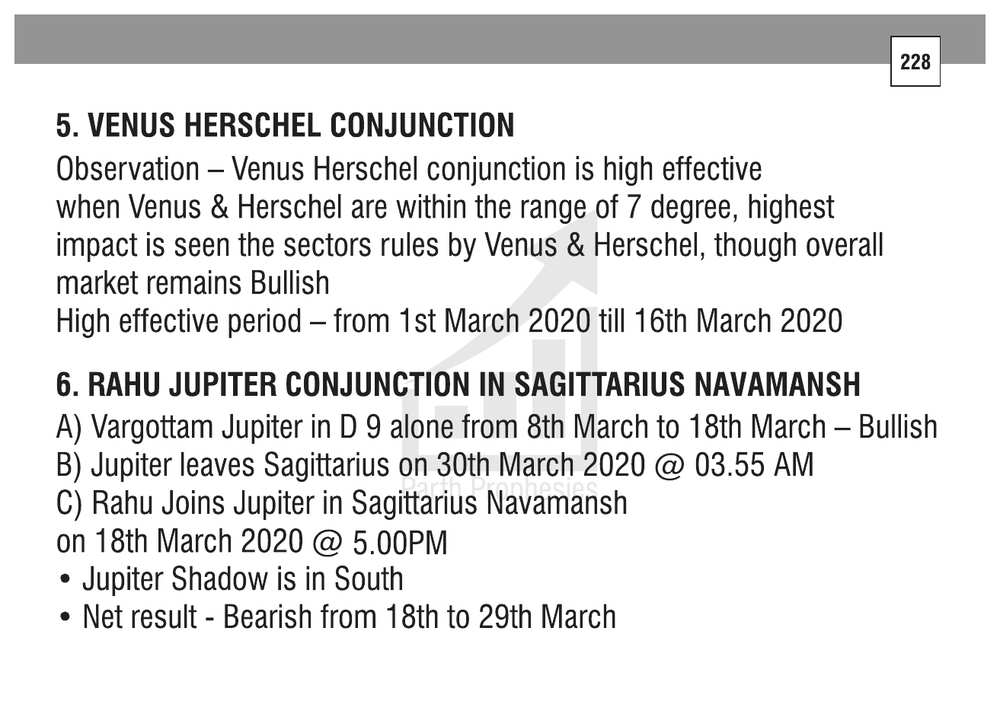 228
5. VENUS HERSCHEL CONJUNCTION
Observation – Venus Herschel conjunction is high effective
when Venus & Herschel are within the range of 7 degree, highest
impact is seen the sectors rules by Venus & Herschel, though overall
market remains Bullish
High effective period – from 1st March 2020 till 16th March 2020
6. RAHU JUPITER CONJUNCTION IN SAGITTARIUS NAVAMANSH
A) Vargottam Jupiter in D 9 alone from 8th March to 18th March – Bullish
B) Jupiter leaves Sagittarius on 30th March 2020 @ 03.55 AM
Parth Prophesies
C) Rahu Joins Jupiter in Sagittarius Navamansh
on 18th March 2020 @ 5.00PM
• Jupiter Shadow is in South
• Net result - Bearish from 18th to 29th March